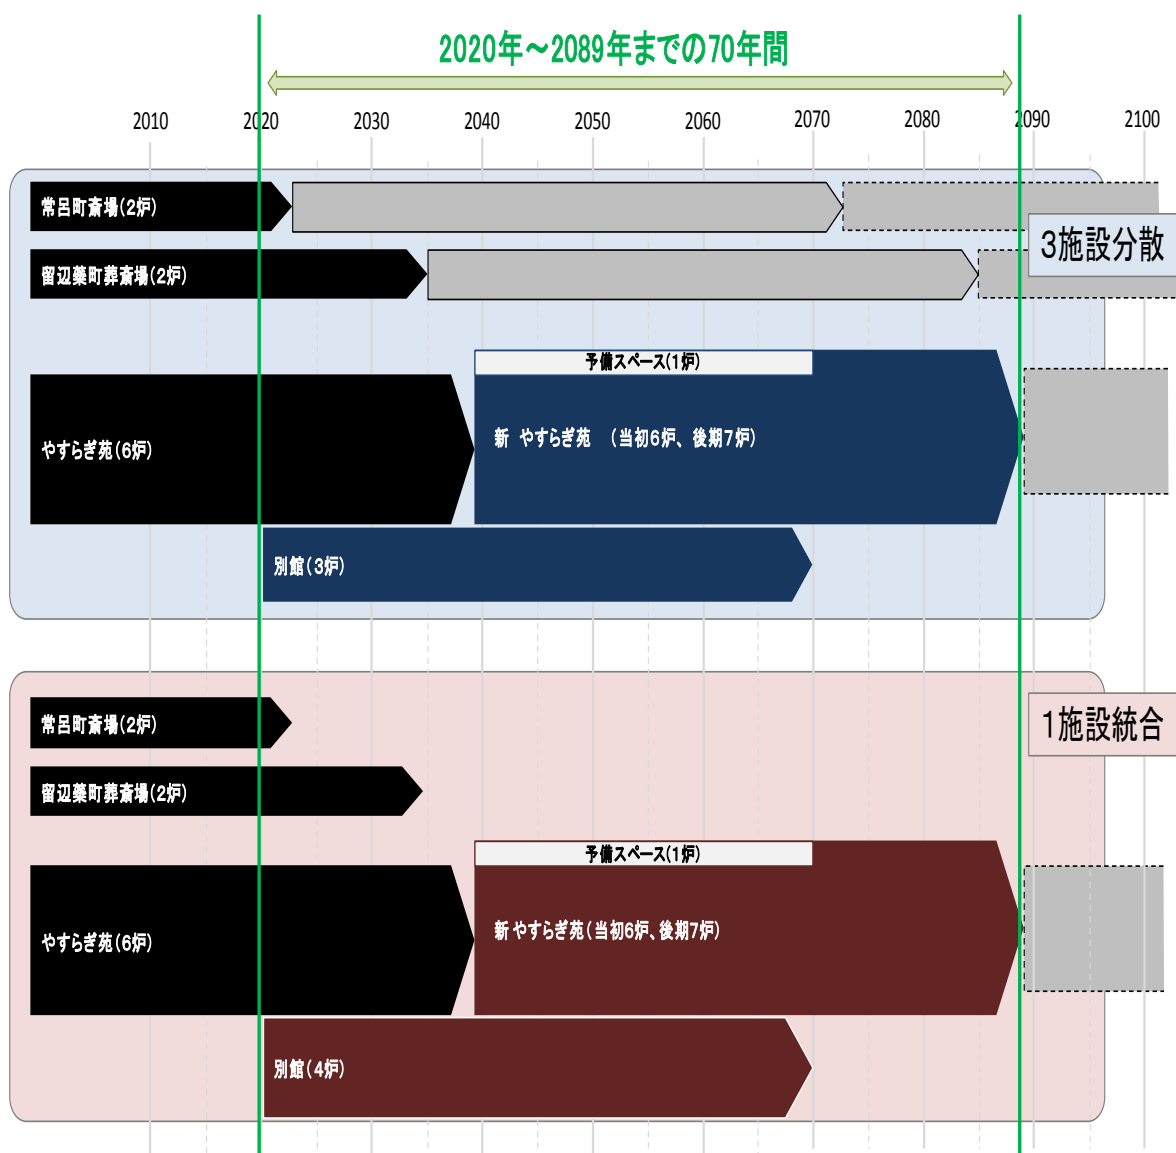 2020年～2089年までの70年間
2010 2020 2030 2040 2050 2060 2070 2080 2090 2100
常呂町斎場(2炉)
3施設分散
留辺蘂町葬斎場(2炉)
予備スペース(1炉)
新 やすらぎ苑 (当初6炉、後期7炉)
やすらぎ苑(6炉)
別館(3炉)
常呂町斎場(2炉)
1施設統合
留辺蘂町葬斎場(2炉)
予備スペース(1炉)
新 やすらぎ苑(当初6炉、後期7炉)
やすらぎ苑(6炉)
別館(4炉)